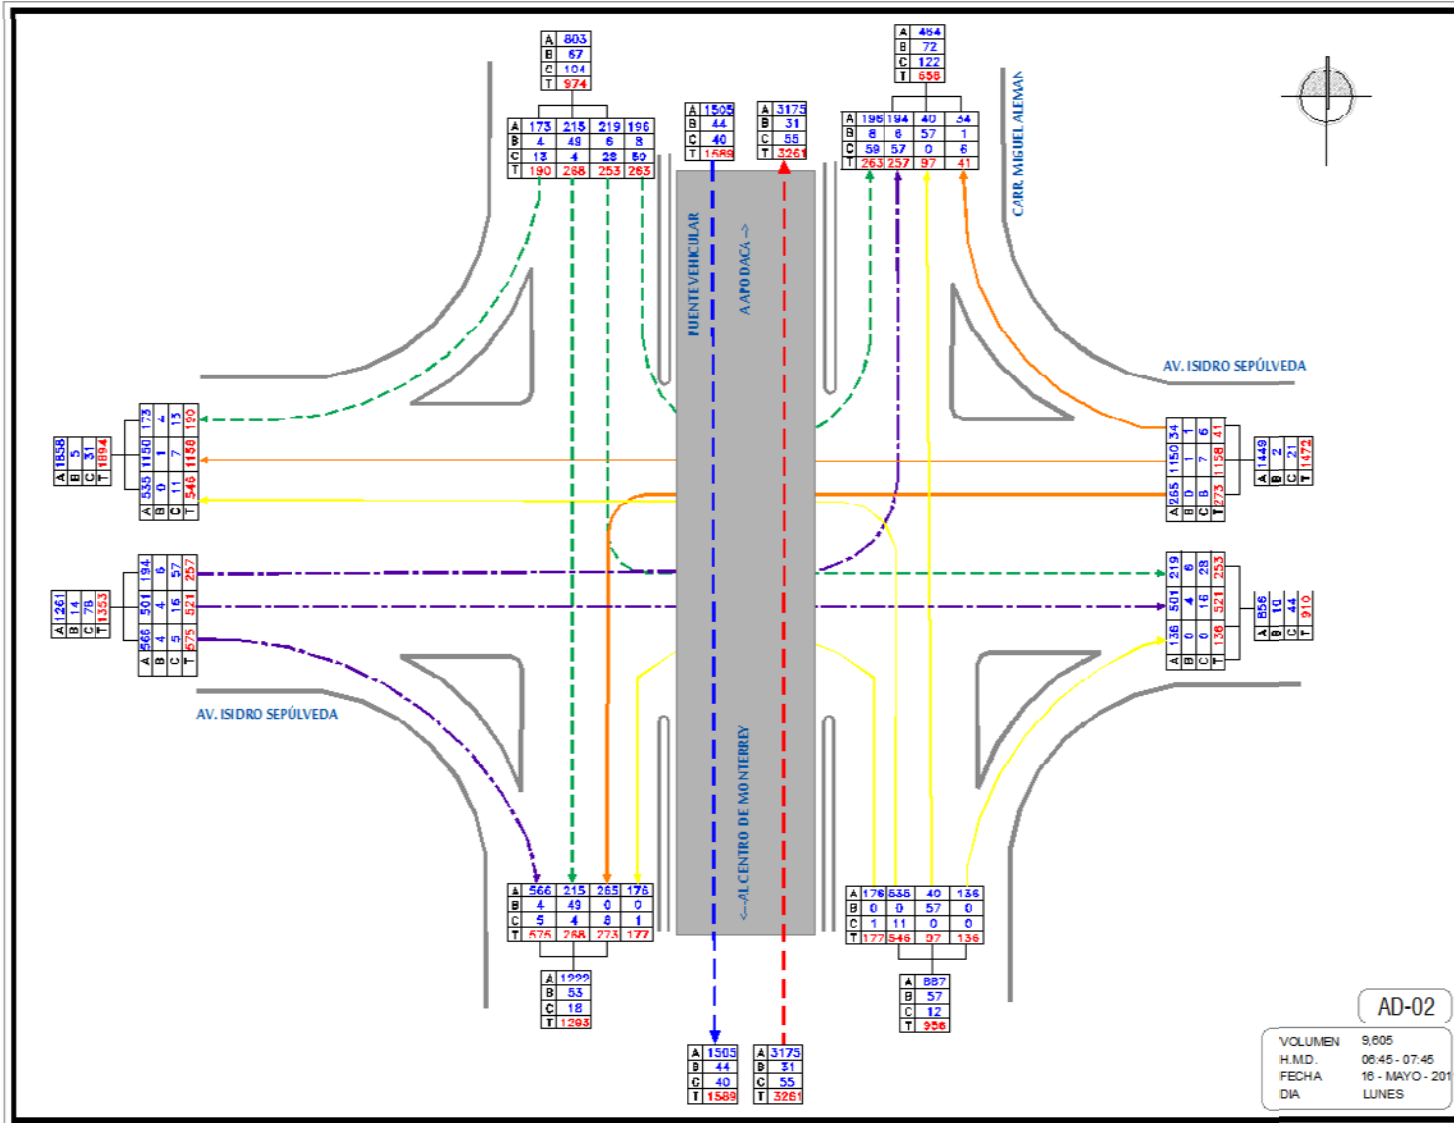 A 803
B 67
C 104
T 974
A 173 215 219 196
B 4 49 6 8
C 13 4 28 59
T 190 268 253 263
A 1505
B 44
C 40
T 1589
A 3175
B 31
C 55
T 3261
A 464
B 72
C 122
T 658
A 196 194 40 34
B 8 6 57 1
C 59 57 0 6
T 263 257 97 41
CARR. MIGUEL ALEMAN
PUENTE VEHICULAR
A APODACA -->
AV. ISIDRO SEPÚLVEDA
A 1858
B 5
C 31
T 1894
A 535 1150 173
B 0 1 4
C 11 7 13
T 546 1158 190
A 265 1150 34
B 0 1 1
C 8 7 6
T 273 1158 41
A 1449
B 2
C 21
T 1472
A 1261
B 14
C 78
T 1353
A 566 501 194
B 4 4 6
C 5 16 57
T 575 521 257
A 136 501 219
B 0 4 6
C 0 16 28
T 136 521 253
A 856
B 10
C 44
T 910
AV. ISIDRO SEPÚLVEDA
<---AL CENTRO DE MONTERREY
A 566 215 265 176
B 4 49 0 0
C 5 4 8 1
T 575 268 273 177
A 176 535 40 136
B 0 0 57 0
C 1 11 0 0
T 177 546 97 136
A 1222
B 53
C 18
T 1293
A 887
B 57
C 12
T 956
A 1505
B 44
C 40
T 1589
A 3175
B 31
C 55
T 3261
AD-02
VOLUMEN 9,605
H.M.D. 06:45 - 07:45
FECHA 16 - MAYO - 201
DIA LUNES